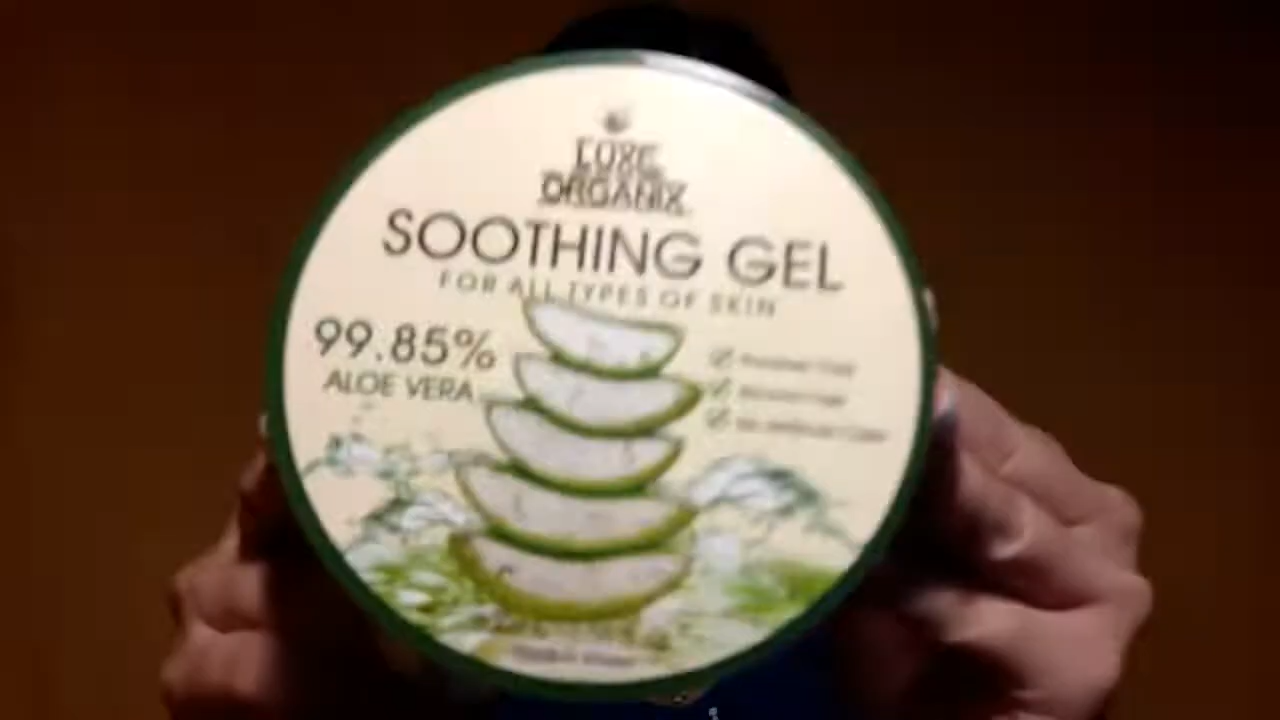 LUXE
ORGANIX
SOOTHING GEL
FOR ALL TYPES OF SKIN
99.85%
ALOE VERA